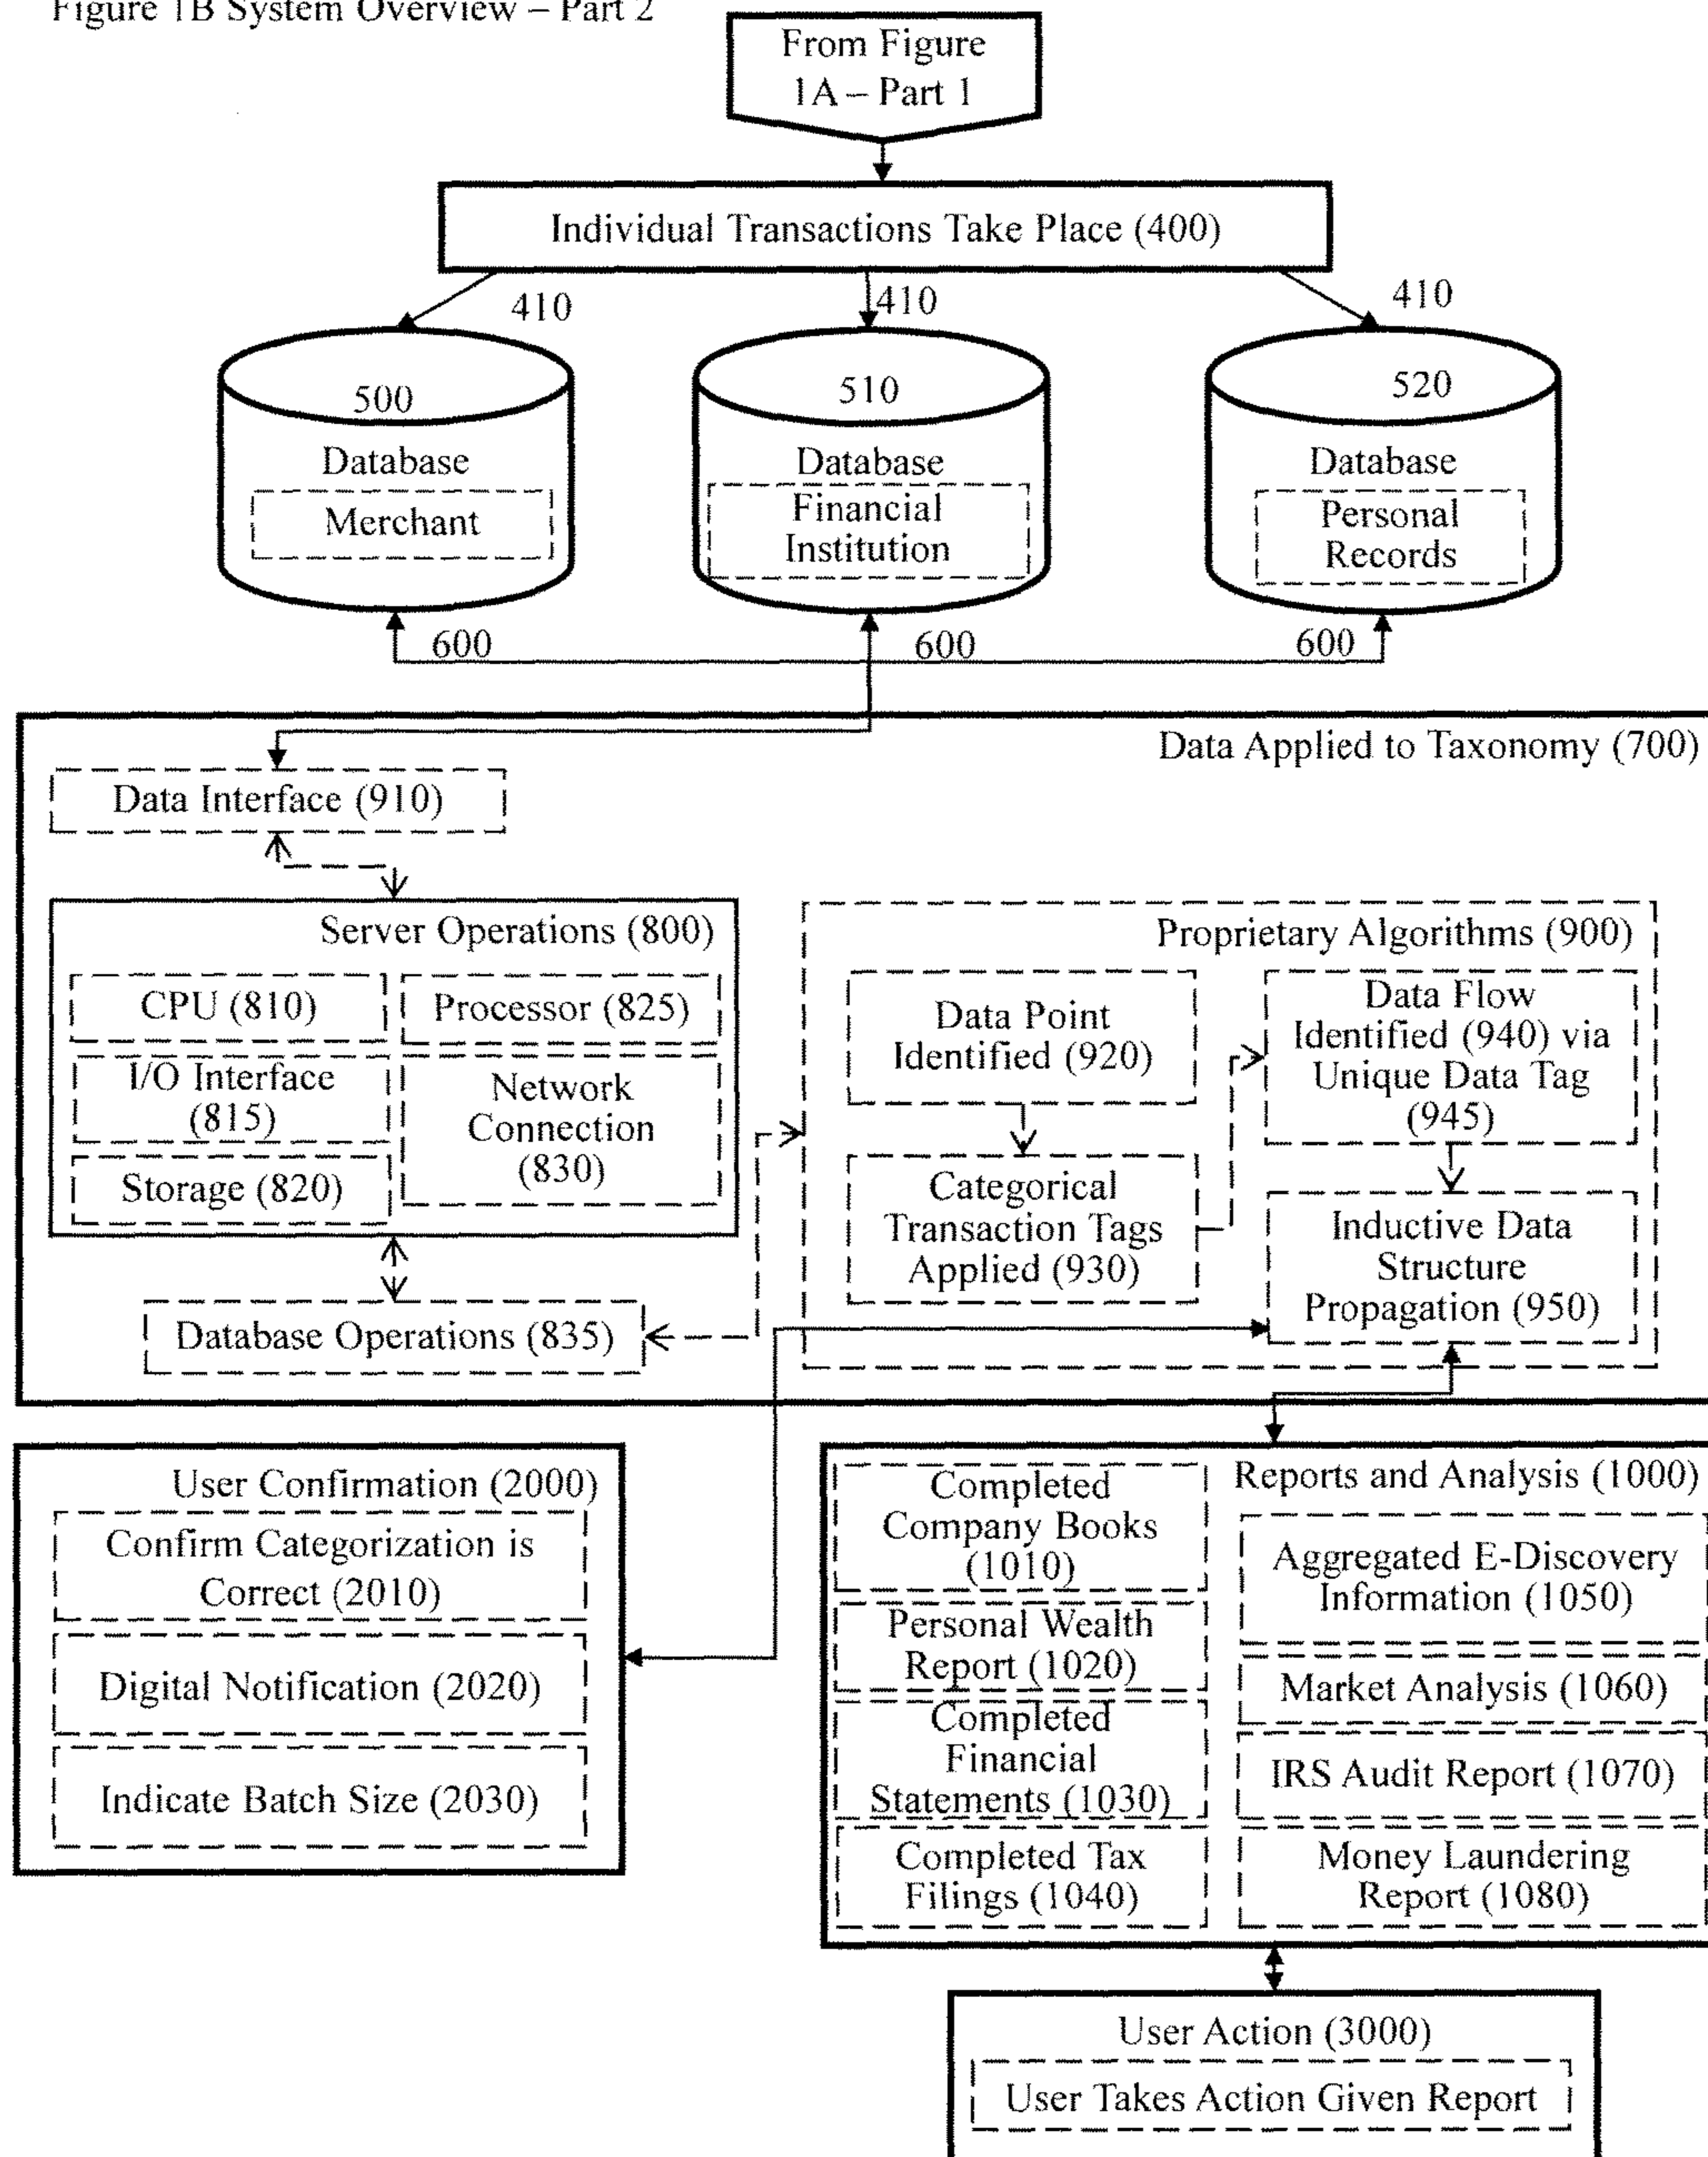 Figure 1B System Overview – Part 2
From Figure
1A – Part 1
Individual Transactions Take Place (400)
410
410
410
500
Database
Merchant
510
Database
Financial
Institution
520
Database
Personal
Records
600
600
600
Data Applied to Taxonomy (700)
Data Interface (910)
Server Operations (800)
CPU (810)
Processor (825)
I/O Interface
(815)
Network
Connection
(830)
Storage (820)
Database Operations (835)
Proprietary Algorithms (900)
Data Point
Identified (920)
Categorical
Transaction Tags
Applied (930)
Data Flow
Identified (940) via
Unique Data Tag
(945)
Inductive Data
Structure
Propagation (950)
User Confirmation (2000)
Confirm Categorization is
Correct (2010)
Digital Notification (2020)
Indicate Batch Size (2030)
Reports and Analysis (1000)
Completed
Company Books
(1010)
Personal Wealth
Report (1020)
Completed
Financial
Statements (1030)
Completed Tax
Filings (1040)
Aggregated E-Discovery
Information (1050)
Market Analysis (1060)
IRS Audit Report (1070)
Money Laundering
Report (1080)
User Action (3000)
User Takes Action Given Report